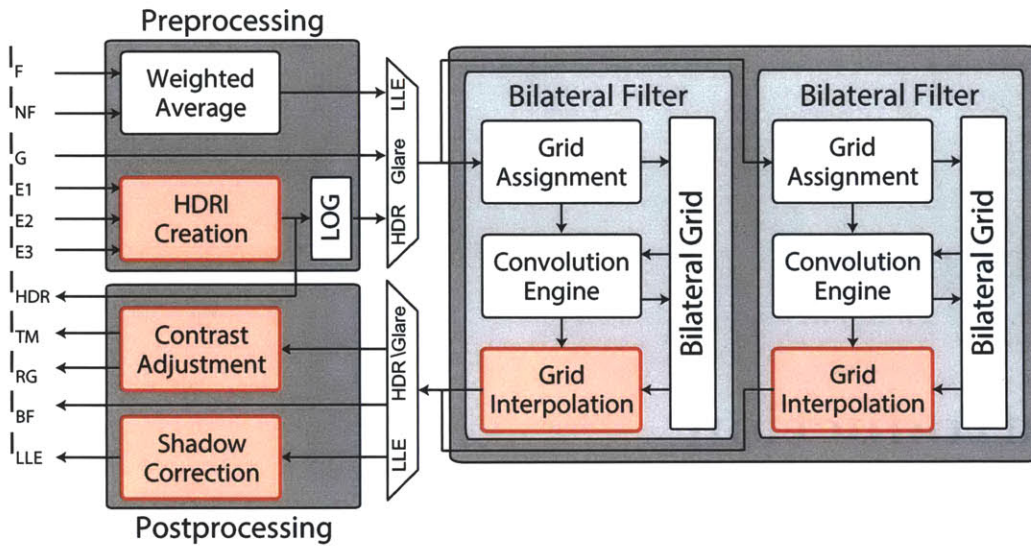 Preprocessing
I_F
I_NF
I_G
I_E1
I_E2
I_E3
I_HDR
I_TM
I_RG
I_BF
I_LLE
Weighted
Average
HDRI
Creation
LOG
LLE
Glare
HDR
Contrast
Adjustment
Shadow
Correction
HDR\Glare
LLE
Postprocessing
Bilateral Filter
Grid
Assignment
Convolution
Engine
Grid
Interpolation
Bilateral Grid
Bilateral Filter
Grid
Assignment
Convolution
Engine
Grid
Interpolation
Bilateral Grid